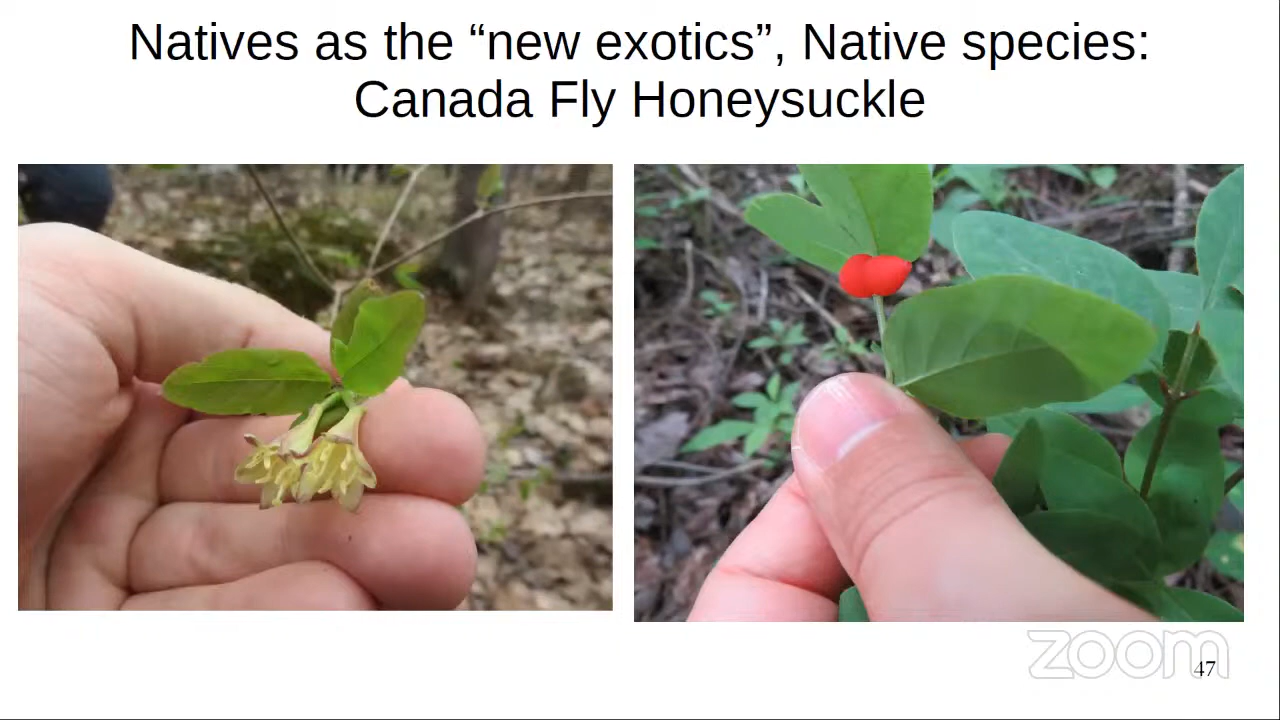 Natives as the “new exotics”, Native species:
Canada Fly Honeysuckle
zoom
47